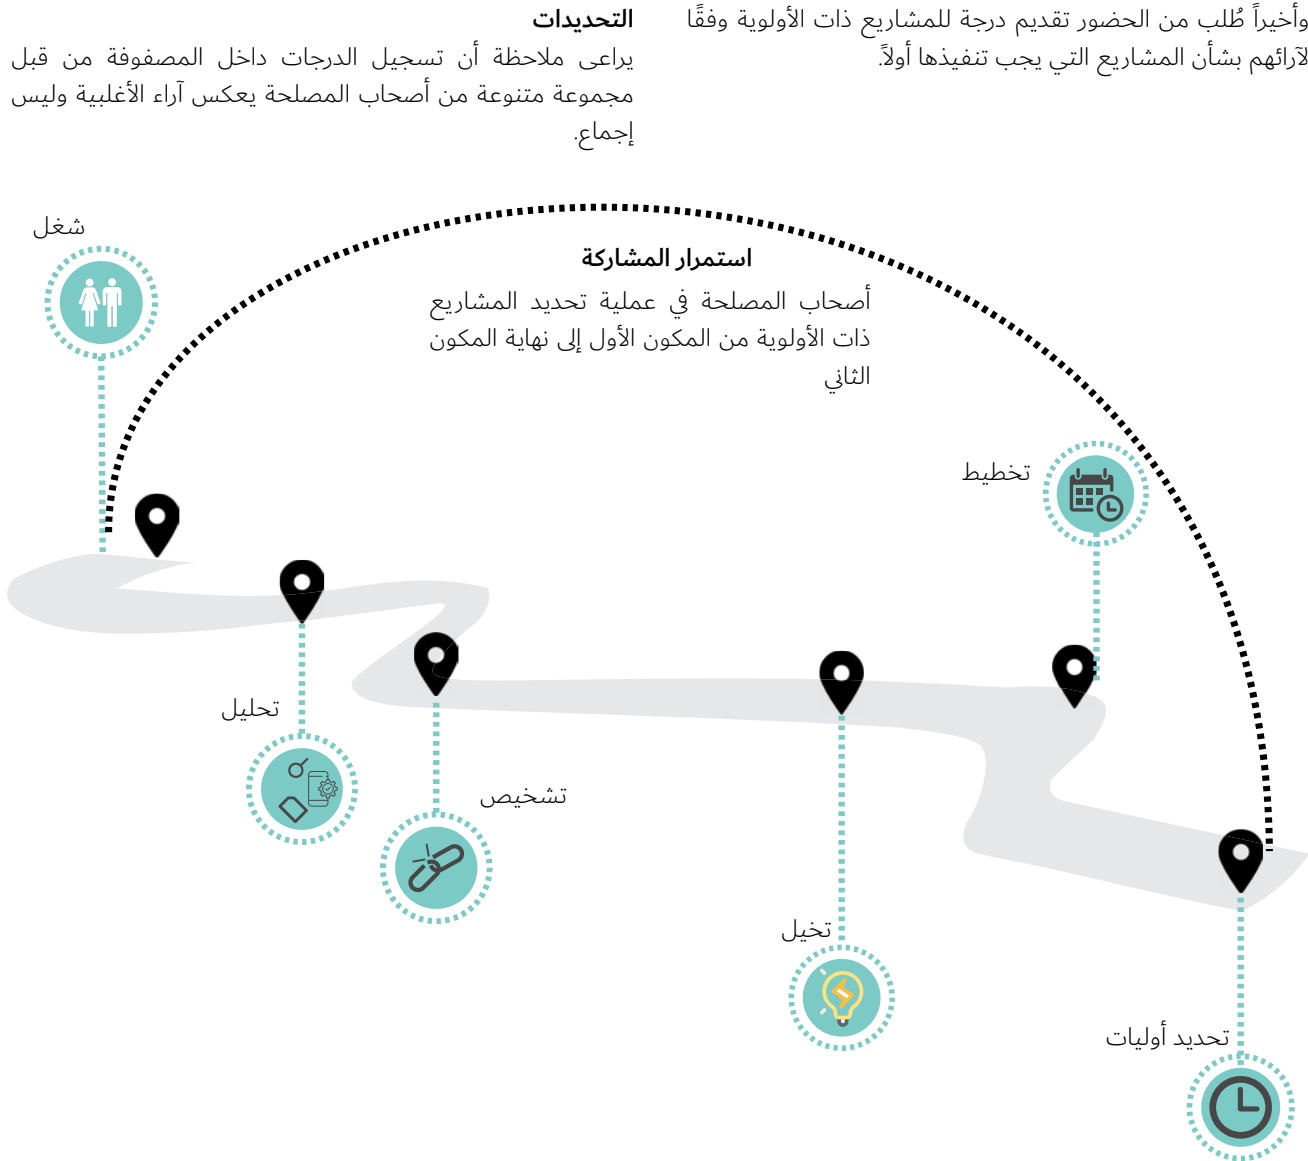 وأخيراً طُلب من الحضور تقديم درجة للمشاريع ذات الأولوية وفقًا
لآرائهم بشأن المشاريع التي يجب تنفيذها أولاً.
التحديدات
يراعى ملاحظة أن تسجيل الدرجات داخل المصفوفة من قبل
مجموعة متنوعة من أصحاب المصلحة يعكس آراء الأغلبية وليس
إجماع.
شغل
استمرار المشاركة
أصحاب المصلحة في عملية تحديد المشاريع
ذات الأولوية من المكون الأول إلى نهاية المكون
الثاني
تخطيط
تحليل
تشخيص
تخيل
تحديد أوليات